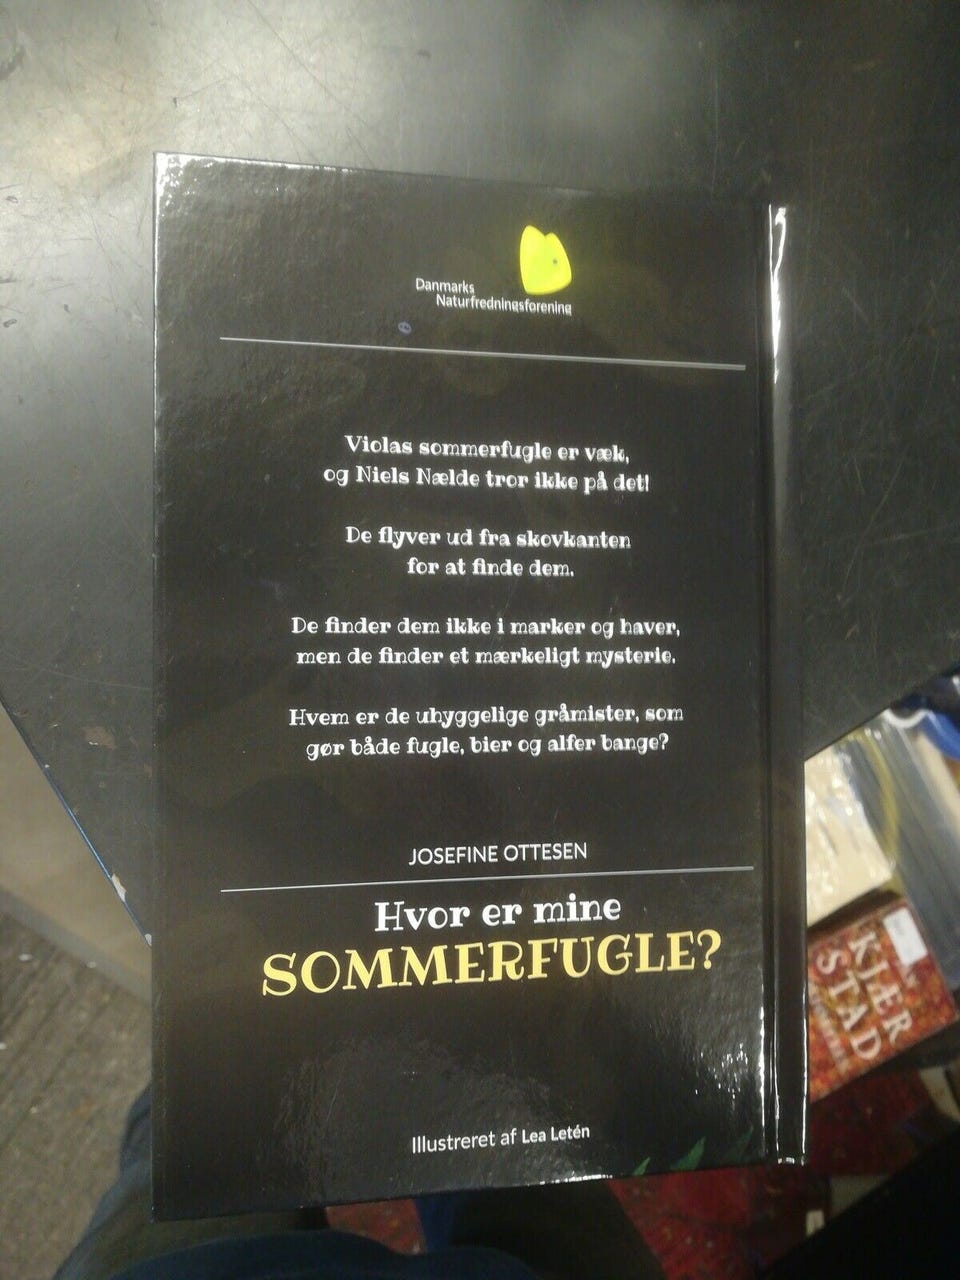 Danmarks
Naturfredningsforening
Violas sommerfugle er væk,
og Niels Nælde tror ikke på det!
De flyver ud fra skovkanten
for at finde dem.
De finder dem ikke i marker og haver,
men de finder et mærkeligt mysterie.
Hvem er de uhyggelige gråmister, som
gør både fugle, bier og alfer bange?
JOSEFINE OTTESEN
Hvor er mine
SOMMERFUGLE?
Illustreret af Lea Letén
KJÆR
STAD